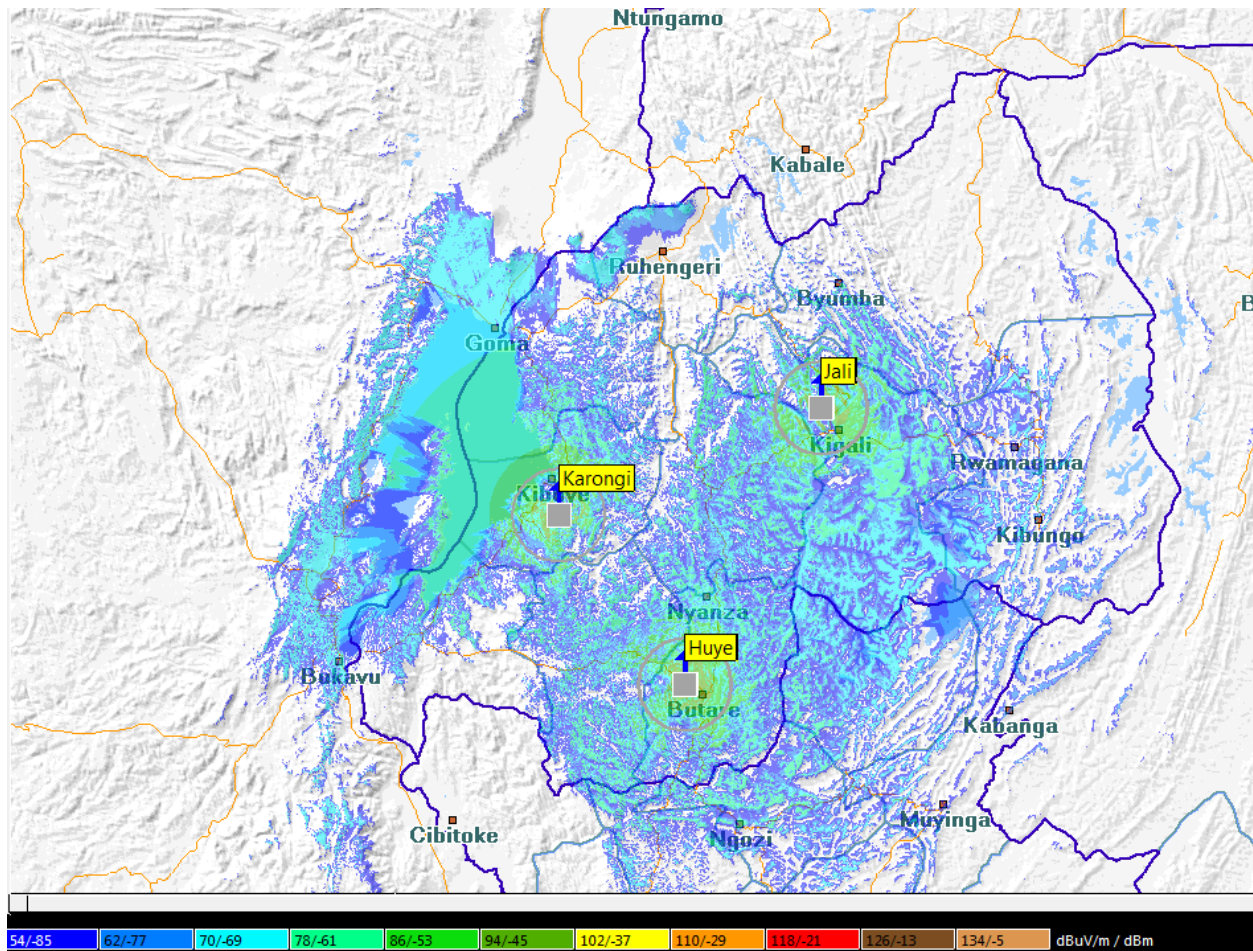 Ntungamo
Kabale
Ruhengeri
Byumba
B
Goma
Jali
Kigali
Rwamagana
Karongi
Kibuye
Kibungo
Nyanza
Huye
Bukavu
Butare
Kabanga
Muyinga
Cibitoke
Ngozi
54/-85 62/-77 70/-69 78/-61 86/-53 94/-45 102/-37 110/-29 118/-21 126/-13 134/-5 dBuV/m / dBm